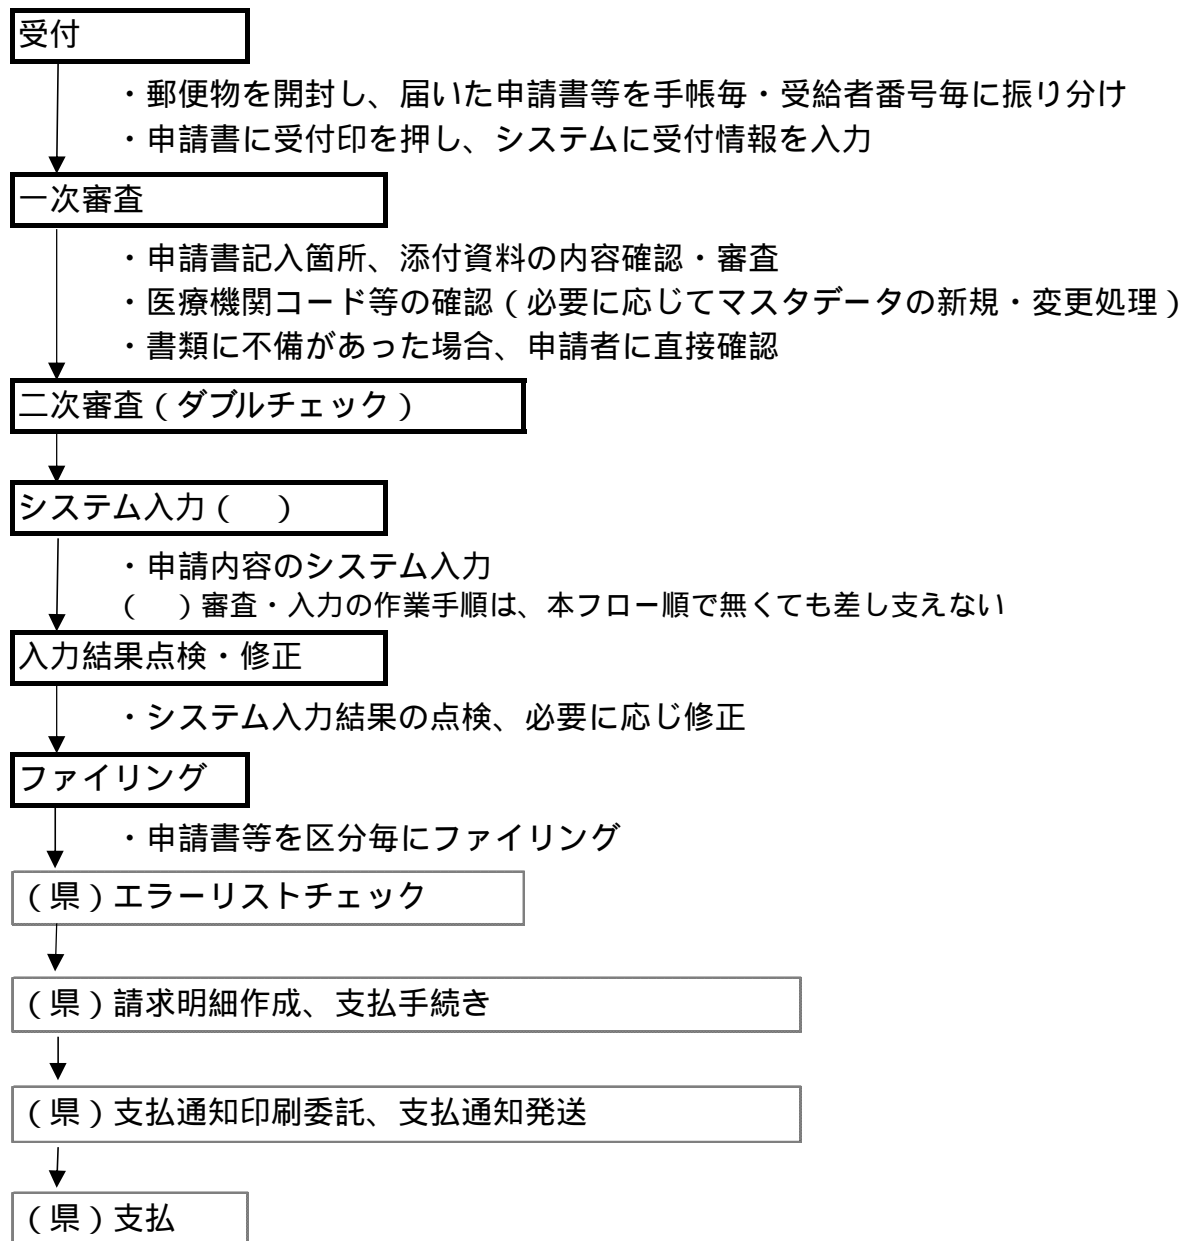 受付
・郵便物を開封し、届いた申請書等を手帳毎・受給者番号毎に振り分け
・申請書に受付印を押し、システムに受付情報を入力
一次審査
・申請書記入箇所、添付資料の内容確認・審査
・医療機関コード等の確認（必要に応じてマスタデータの新規・変更処理）
・書類に不備があった場合、申請者に直接確認
二次審査（ダブルチェック）
システム入力（　）
・申請内容のシステム入力
（　）審査・入力の作業手順は、本フロー順で無くても差し支えない
入力結果点検・修正
・システム入力結果の点検、必要に応じ修正
ファイリング
・申請書等を区分毎にファイリング
（県）エラーリストチェック
（県）請求明細作成、支払手続き
（県）支払通知印刷委託、支払通知発送
（県）支払